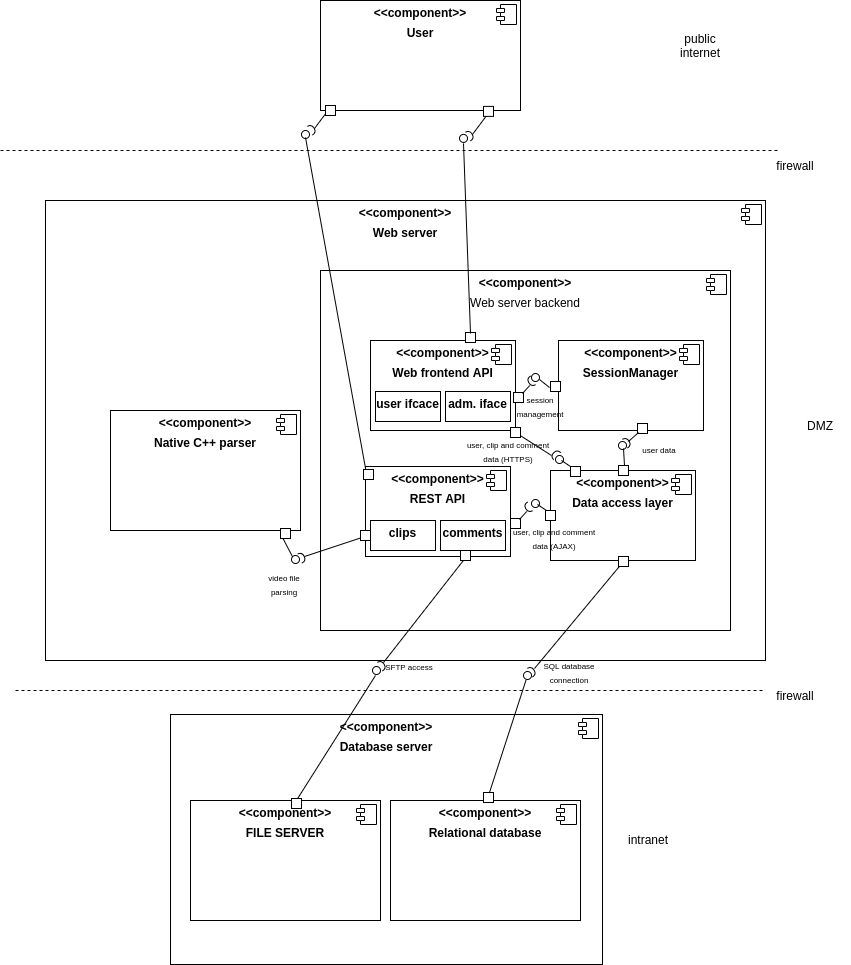 <<component>>
User
public
internet
firewall
<<component>>
Web server
<<component>>
Web server backend
<<component>>
Web frontend API
user ifcace
adm. iface
<<component>>
SessionManager
session
management
DMZ
<<component>>
Native C++ parser
user, clip and comment
data (HTTPS)
user data
<<component>>
REST API
clips
comments
<<component>>
Data access layer
user, clip and comment
data (AJAX)
video file
parsing
SFTP access
SQL database
connection
firewall
<<component>>
Database server
<<component>>
FILE SERVER
<<component>>
Relational database
intranet